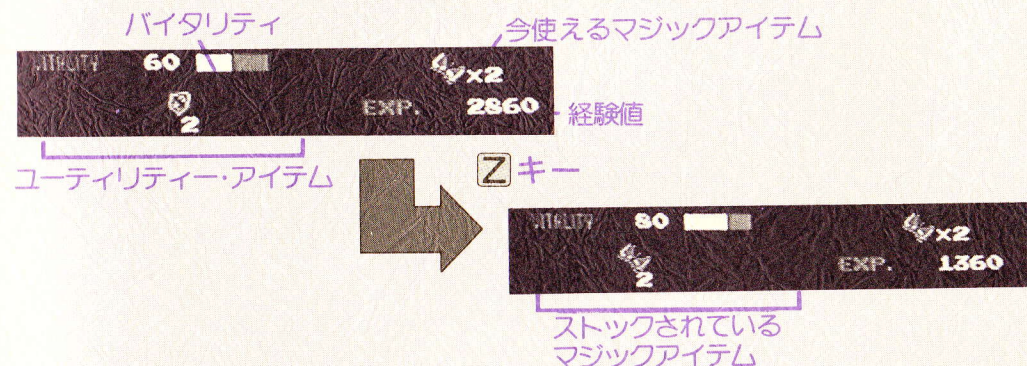 バイタリティ
今使えるマジックアイテム
VITALITY 60 ×2
2 EXP. 2860
経験値
ユーティリティー・アイテム
Zキー
VITALITY 80 ×2
2 EXP. 1360
ストックされている
マジックアイテム